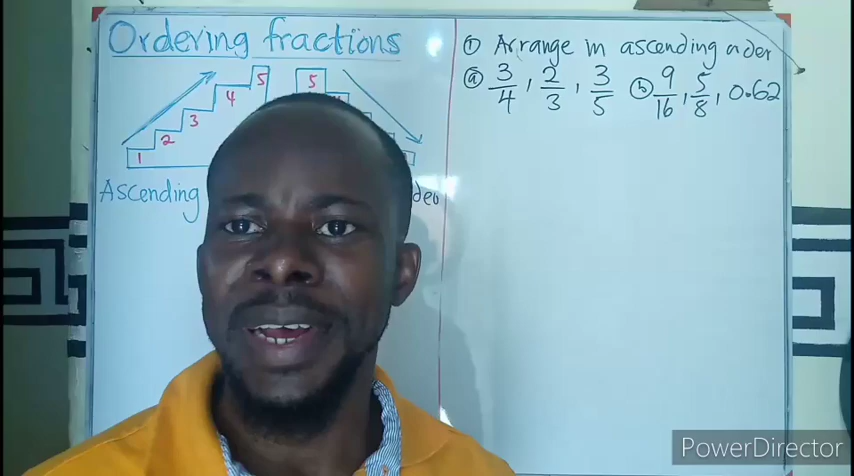 Ordering fractions
1 2 3 4 5
5
Ascending
① Arrange in ascending order
ⓐ 3/4, 2/3, 3/5 ⓑ 9/16, 5/8, 0.62
PowerDirector